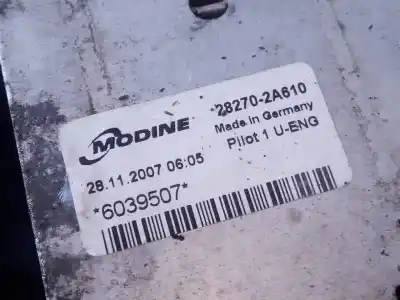 MODINE
28270-2A610
Made in Germany
Pilot 1 U-ENG
28.11.2007 06:05
*6039507*